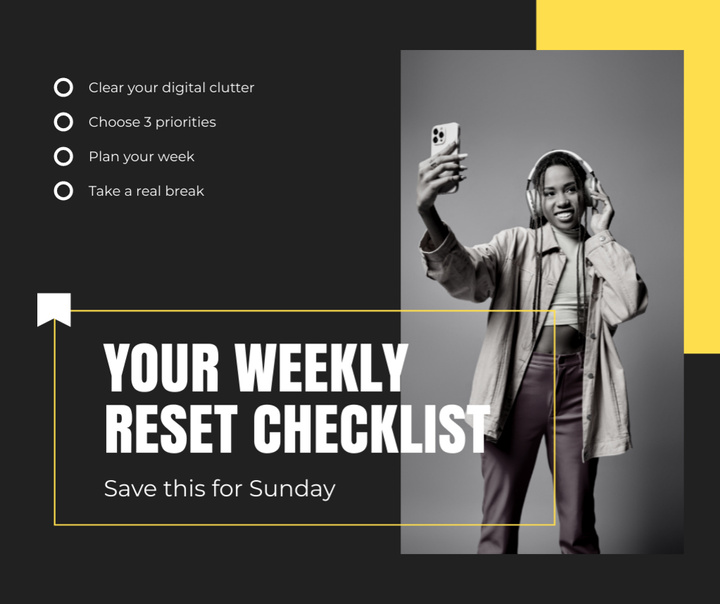 Clear your digital clutter
Choose 3 priorities
Plan your week
Take a real break
YOUR WEEKLY
RESET CHECKLIST
Save this for Sunday